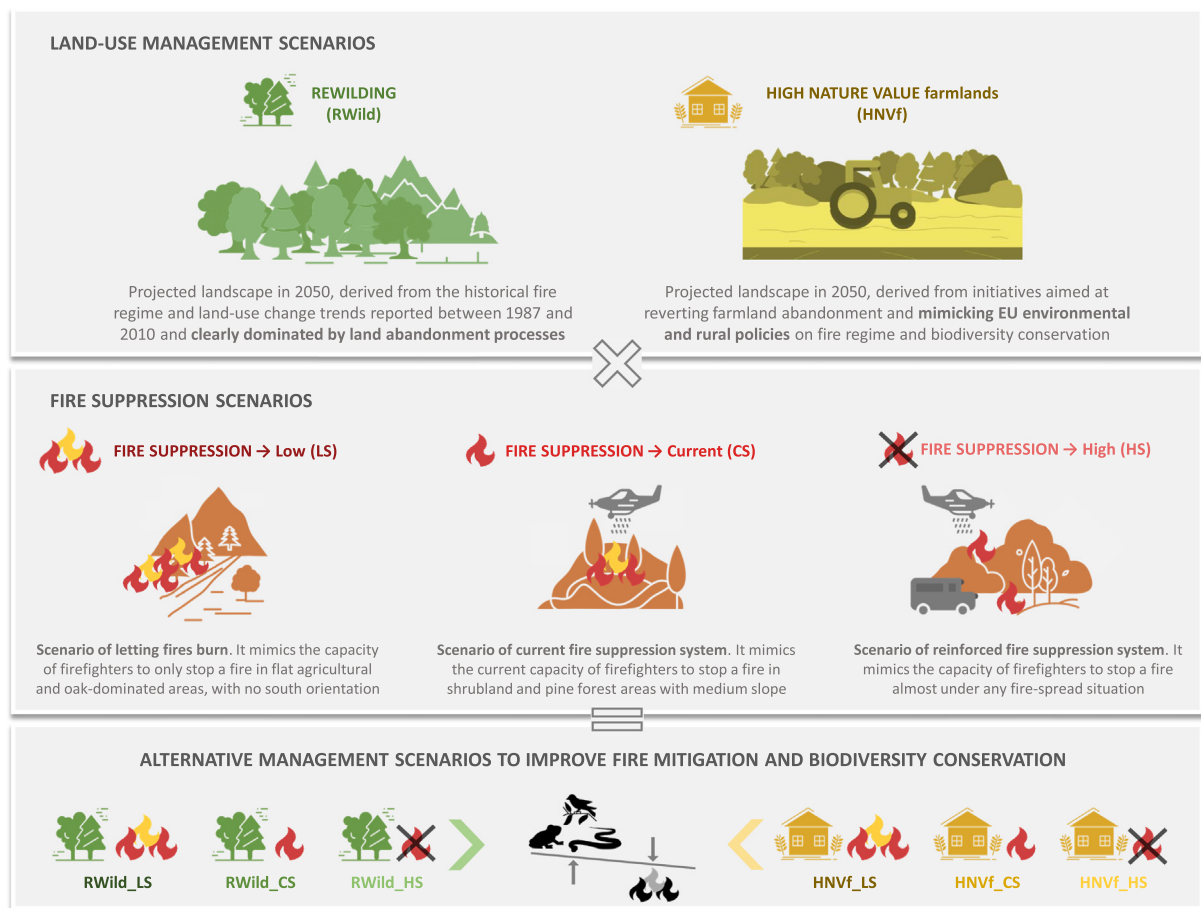 LAND-USE MANAGEMENT SCENARIOS
REWILDING
(RWild)
HIGH NATURE VALUE farmlands
(HNVf)
Projected landscape in 2050, derived from the historical fire
regime and land-use change trends reported between 1987 and
2010 and clearly dominated by land abandonment processes
Projected landscape in 2050, derived from initiatives aimed at
reverting farmland abandonment and mimicking EU environmental
and rural policies on fire regime and biodiversity conservation
FIRE SUPPRESSION SCENARIOS
FIRE SUPPRESSION → Low (LS)
FIRE SUPPRESSION → Current (CS)
FIRE SUPPRESSION → High (HS)
Scenario of letting fires burn. It mimics the capacity
of firefighters to only stop a fire in flat agricultural
and oak-dominated areas, with no south orientation
Scenario of current fire suppression system. It mimics
the current capacity of firefighters to stop a fire in
shrubland and pine forest areas with medium slope
Scenario of reinforced fire suppression system. It
mimics the capacity of firefighters to stop a fire
almost under any fire-spread situation
ALTERNATIVE MANAGEMENT SCENARIOS TO IMPROVE FIRE MITIGATION AND BIODIVERSITY CONSERVATION
RWild_LS
RWild_CS
RWild_HS
HNVf_LS
HNVf_CS
HNVf_HS